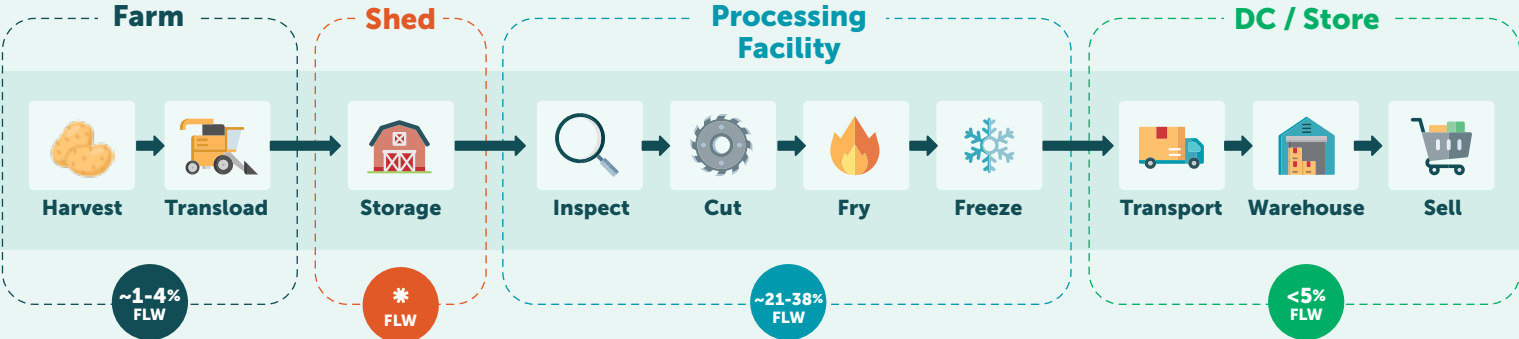 Farm
Shed
Processing
Facility
DC / Store
Harvest
Transload
Storage
Inspect
Cut
Fry
Freeze
Transport
Warehouse
Sell
~1-4%
FLW
*
FLW
~21-38%
FLW
<5%
FLW